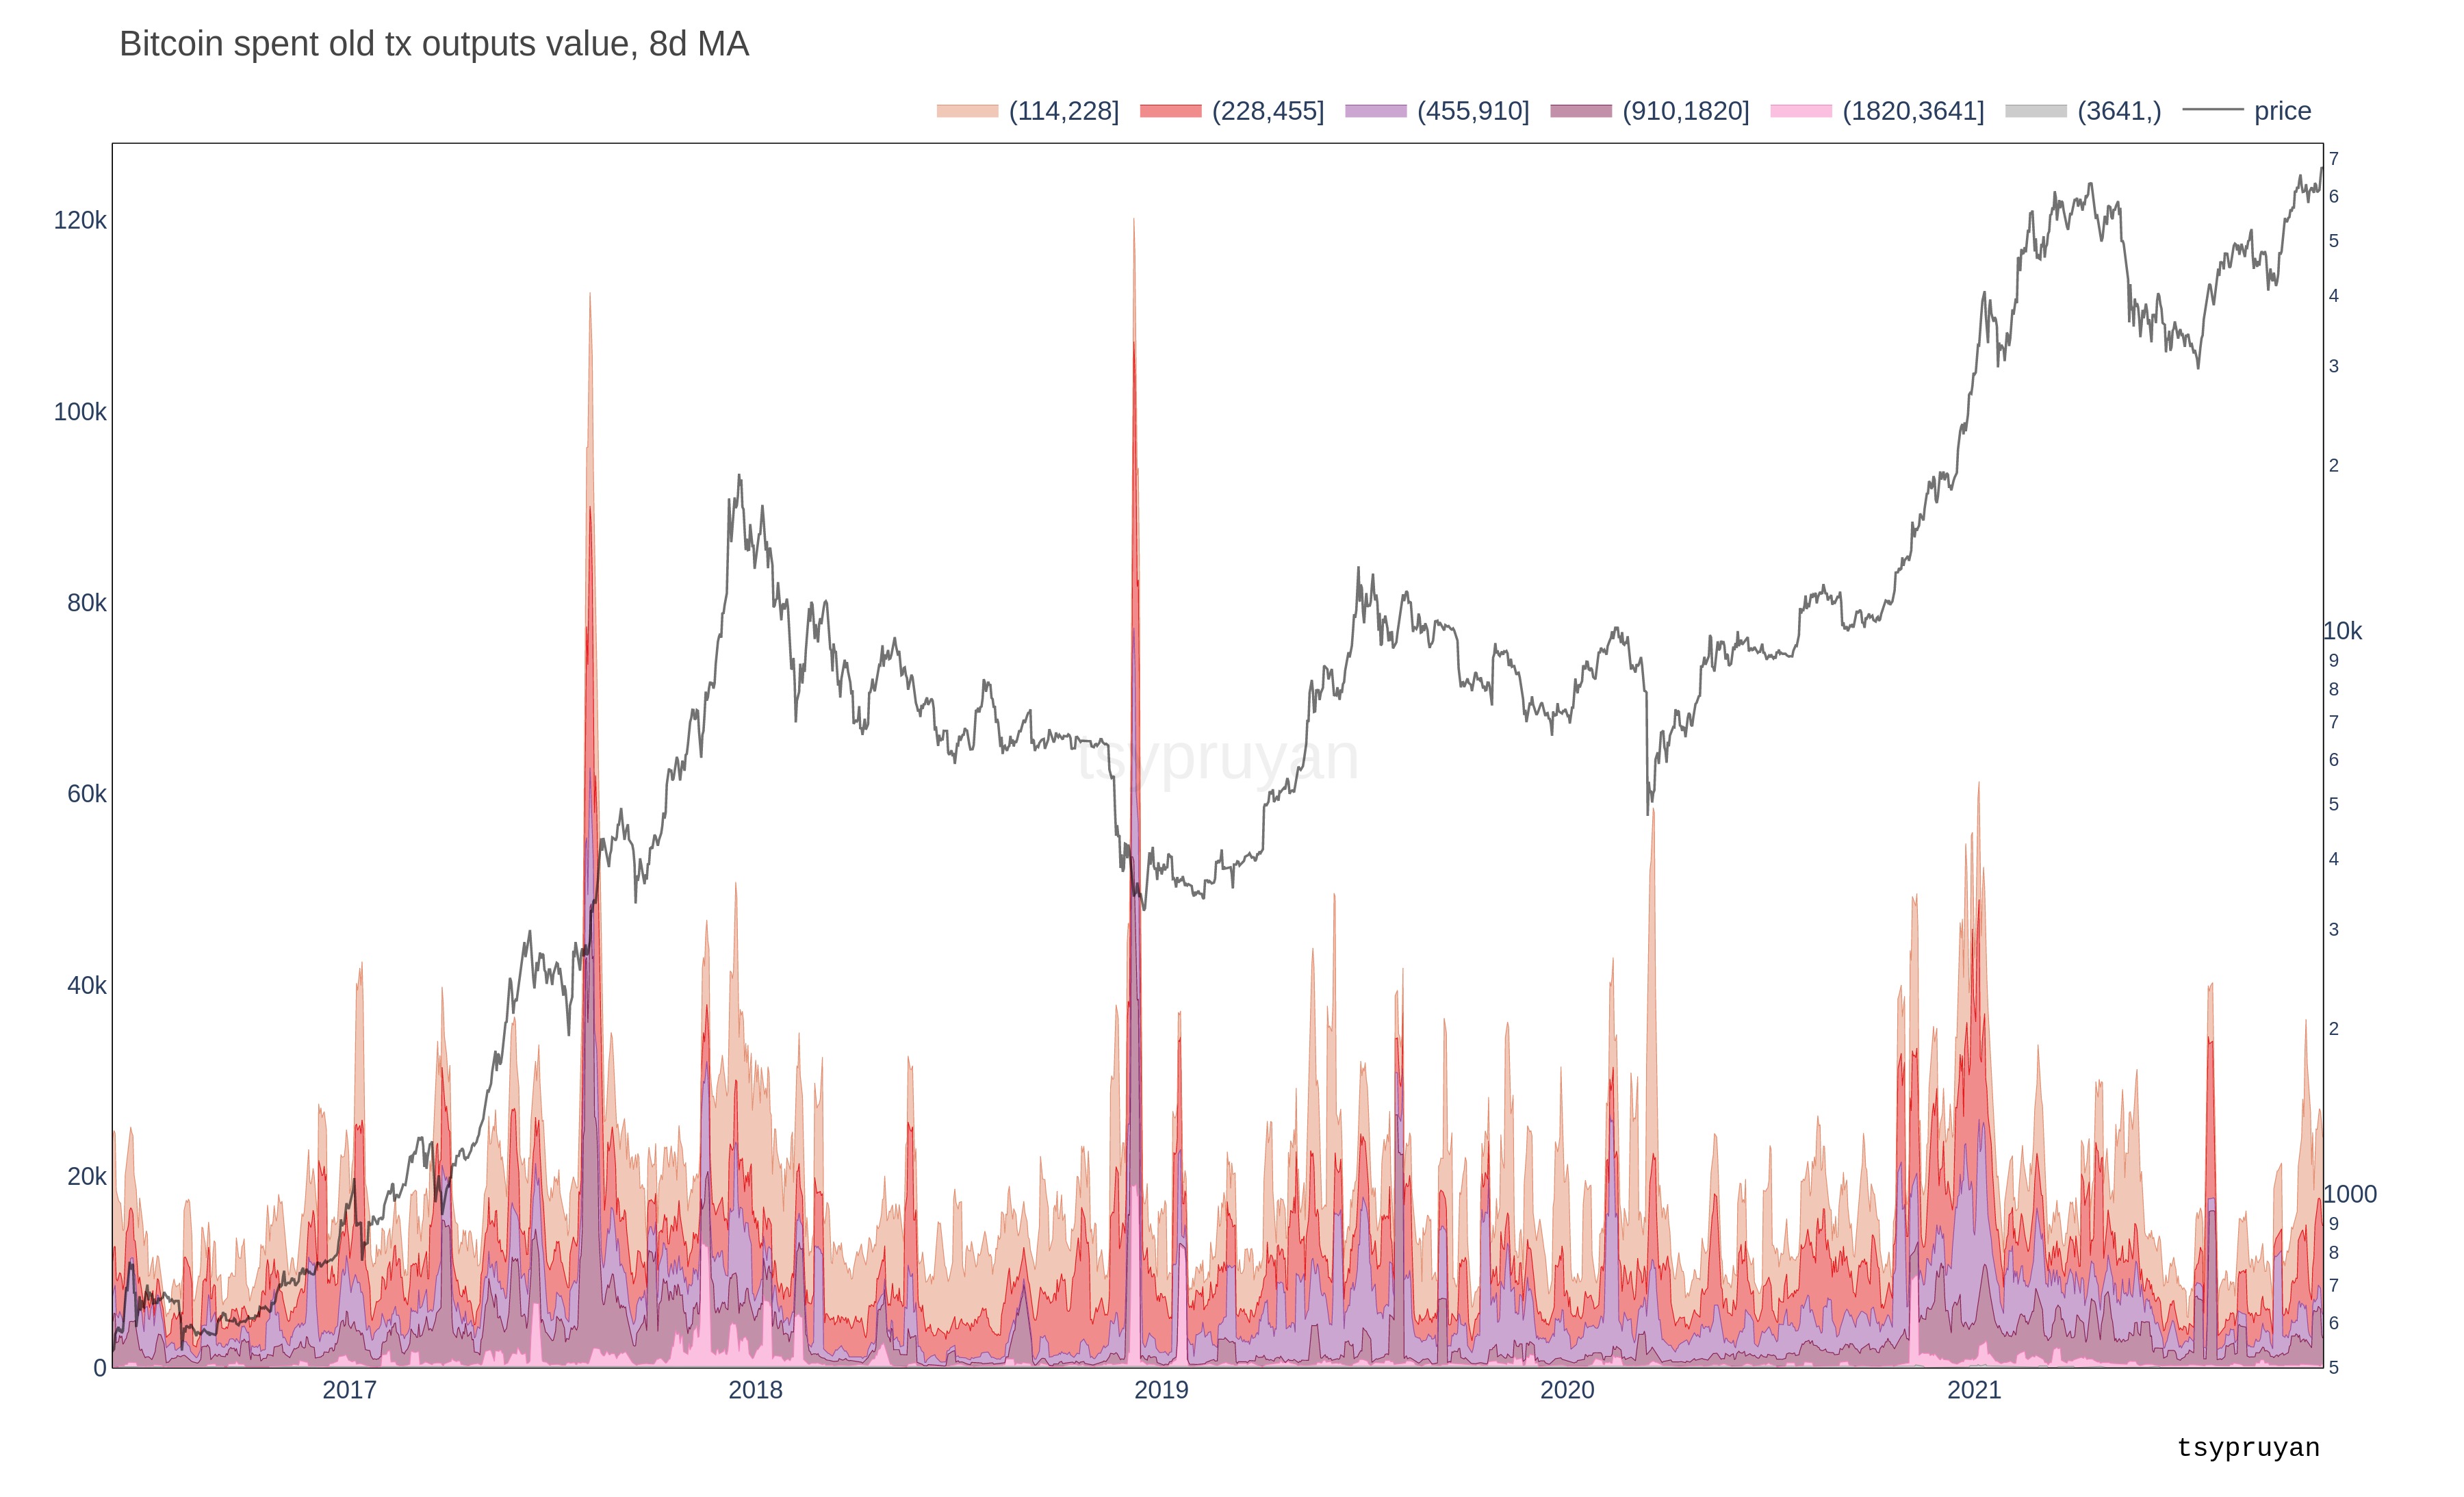 Bitcoin spent old tx outputs value, 8d MA
(114,228] (228,455] (455,910] (910,1820] (1820,3641] (3641,) price
7
120k
6
5
4
100k
3
2
80k
10k
9
8
7
tsypruyan
6
60k
5
4
3
40k
2
20k
1000
9
8
7
6
0
5
2017 2018 2019 2020 2021
tsypruyan